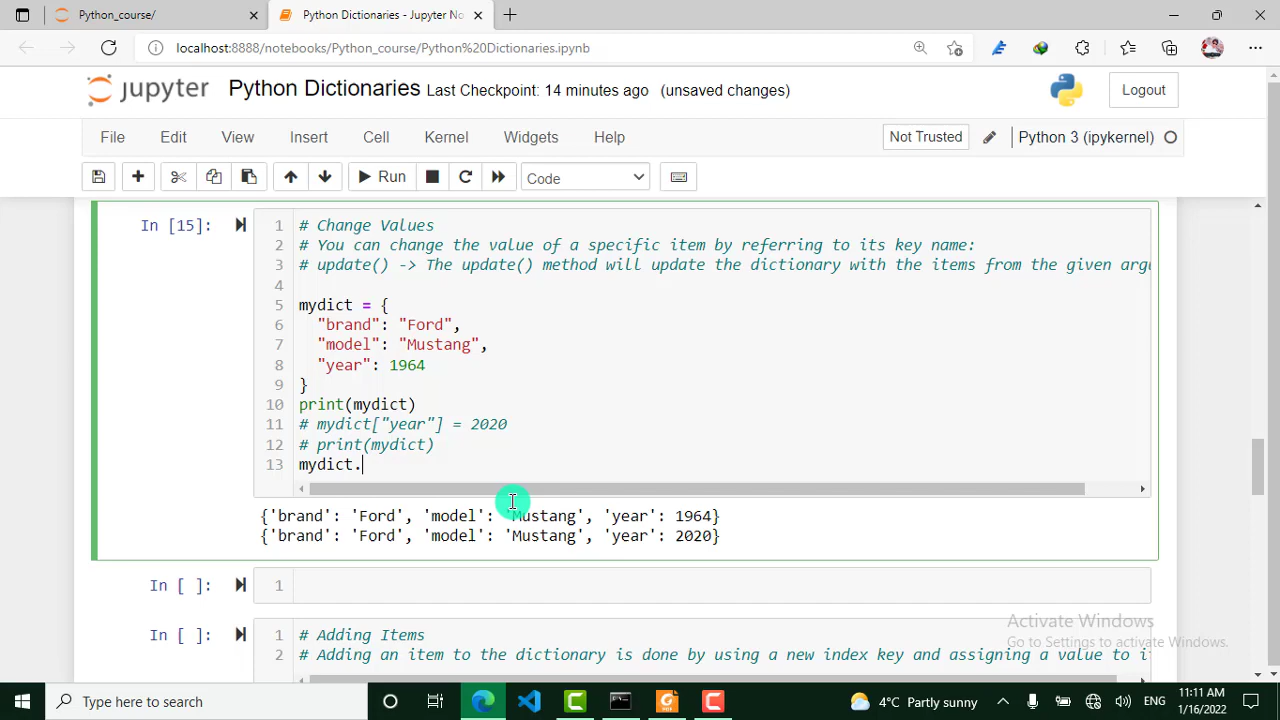 Python_course/
Python Dictionaries - Jupyter No
localhost:8888/notebooks/Python_course/Python%20Dictionaries.ipynb
jupyter Python Dictionaries Last Checkpoint: 14 minutes ago (unsaved changes)
Logout
File Edit View Insert Cell Kernel Widgets Help
Not Trusted
Python 3 (ipykernel)
Run
Code
In [15]:
1 # Change Values
2 # You can change the value of a specific item by referring to its key name:
3 # update() -> The update() method will update the dictionary with the items from the given argu
4
5 mydict = {
6 "brand": "Ford",
7 "model": "Mustang",
8 "year": 1964
9 }
10 print(mydict)
11 # mydict["year"] = 2020
12 # print(mydict)
13 mydict.
{'brand': 'Ford', 'model': 'Mustang', 'year': 1964}
{'brand': 'Ford', 'model': 'Mustang', 'year': 2020}
In [ ]:
1
In [ ]:
1 # Adding Items
2 # Adding an item to the dictionary is done by using a new index key and assigning a value to i
Activate Windows
Go to Settings to activate Windows.
Type here to search
4°C Partly sunny
ENG
11:11 AM
1/16/2022